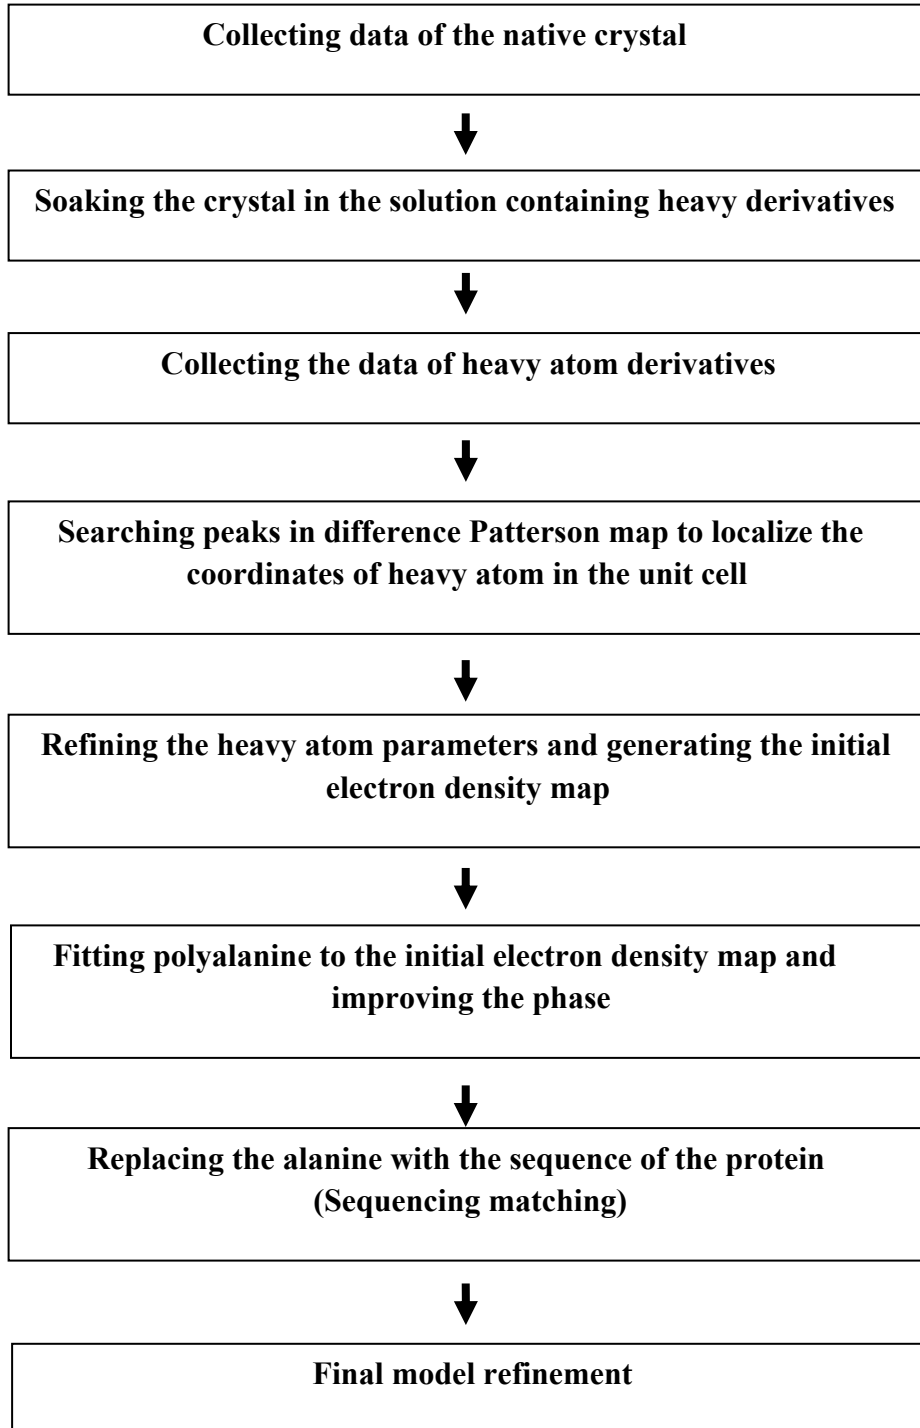 Collecting data of the native crystal
Soaking the crystal in the solution containing heavy derivatives
Collecting the data of heavy atom derivatives
Searching peaks in difference Patterson map to localize the
coordinates of heavy atom in the unit cell
Refining the heavy atom parameters and generating the initial
electron density map
Fitting polyalanine to the initial electron density map and
improving the phase
Replacing the alanine with the sequence of the protein
(Sequencing matching)
Final model refinement